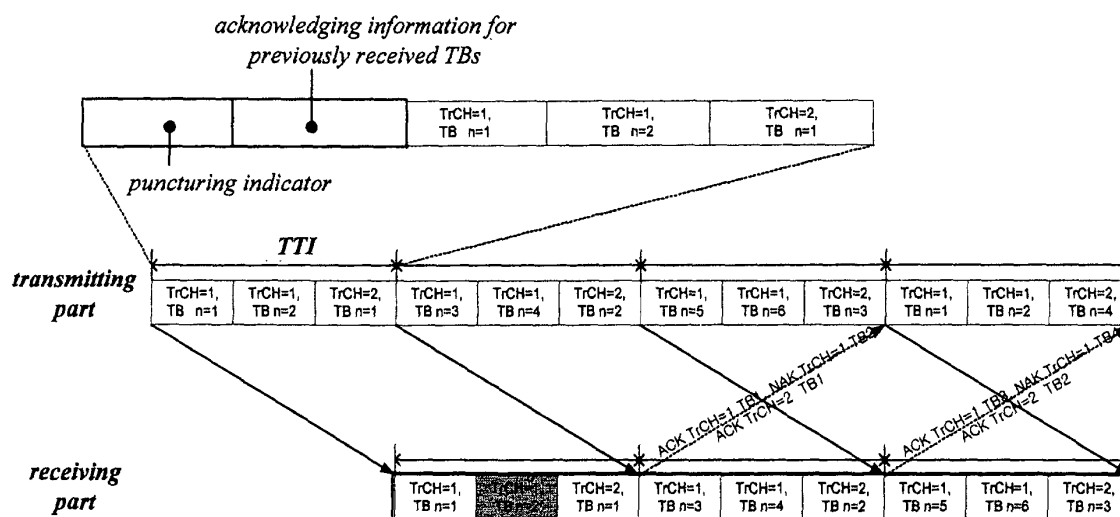 acknowledging information for
previously received TBs
TrCH=1, TB n=1
TrCH=1, TB n=2
TrCH=2, TB n=1
puncturing indicator
TTI
transmitting part
TrCH=1, TB n=1
TrCH=1, TB n=2
TrCH=2, TB n=1
TrCH=1, TB n=3
TrCH=1, TB n=4
TrCH=2, TB n=2
TrCH=1, TB n=5
TrCH=1, TB n=6
TrCH=2, TB n=3
TrCH=1, TB n=1
TrCH=1, TB n=2
TrCH=2, TB n=4
ACK TrCH=1 TB1 NAK TrCH=1 TB2
ACK TrCH=2 TB1
ACK TrCH=1 TB3 NAK TrCH=1 TB4
ACK TrCH=2 TB2
receiving part
TrCH=1, TB n=1
TrCH=2, TB n=1
TrCH=1, TB n=3
TrCH=1, TB n=4
TrCH=2, TB n=2
TrCH=1, TB n=5
TrCH=1, TB n=6
TrCH=2, TB n=3